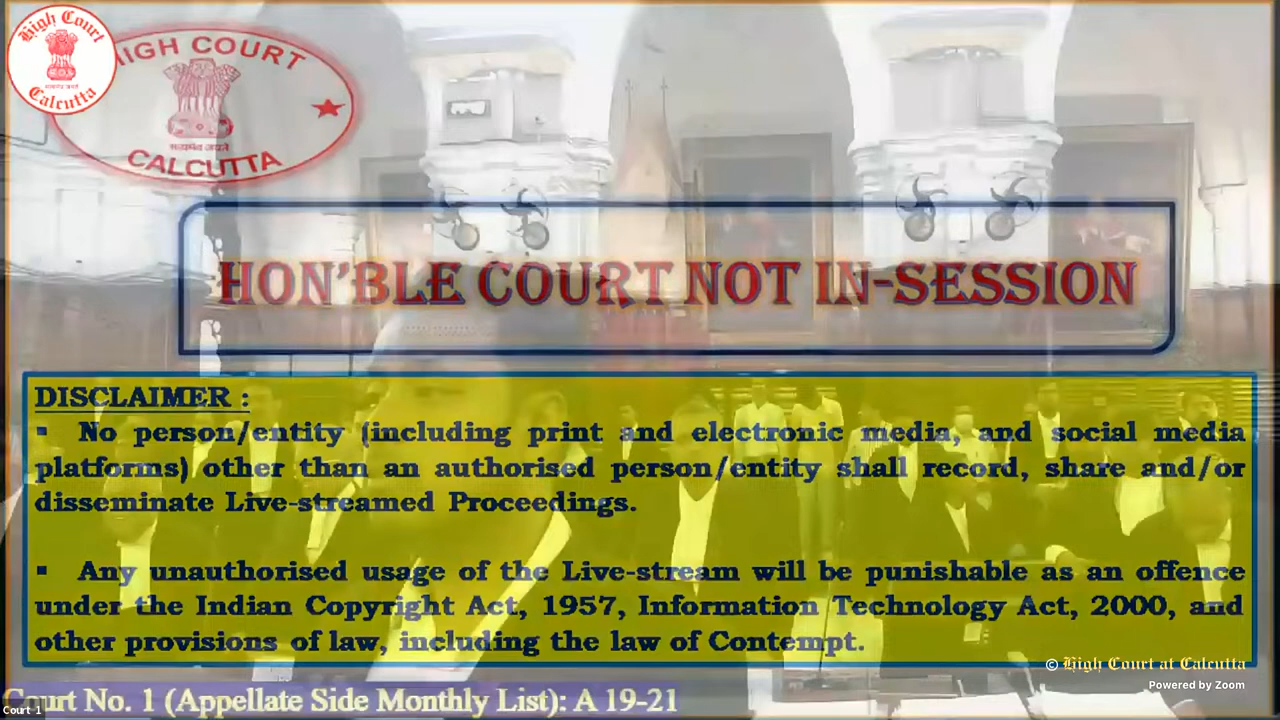 High Court
Calcutta
HIGH COURT
सत्यमेव जयते
CALCUTTA
HON'BLE COURT NOT IN-SESSION
DISCLAIMER :
▪ No person/entity (including print and electronic media, and social media
platforms) other than an authorised person/entity shall record, share and/or
disseminate Live-streamed Proceedings.
▪ Any unauthorised usage of the Live-stream will be punishable as an offence
under the Indian Copyright Act, 1957, Information Technology Act, 2000, and
other provisions of law, including the law of Contempt.
© High Court at Calcutta
Powered by Zoom
Court No. 1 (Appellate Side Monthly List): A 19-21
Court 1